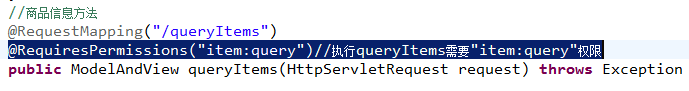 //商品信息方法
@RequestMapping("/queryItems")
@RequiresPermissions("item:query")//执行queryItems需要"item:query"权限
public ModelAndView queryItems(HttpServletRequest request) throws Exception